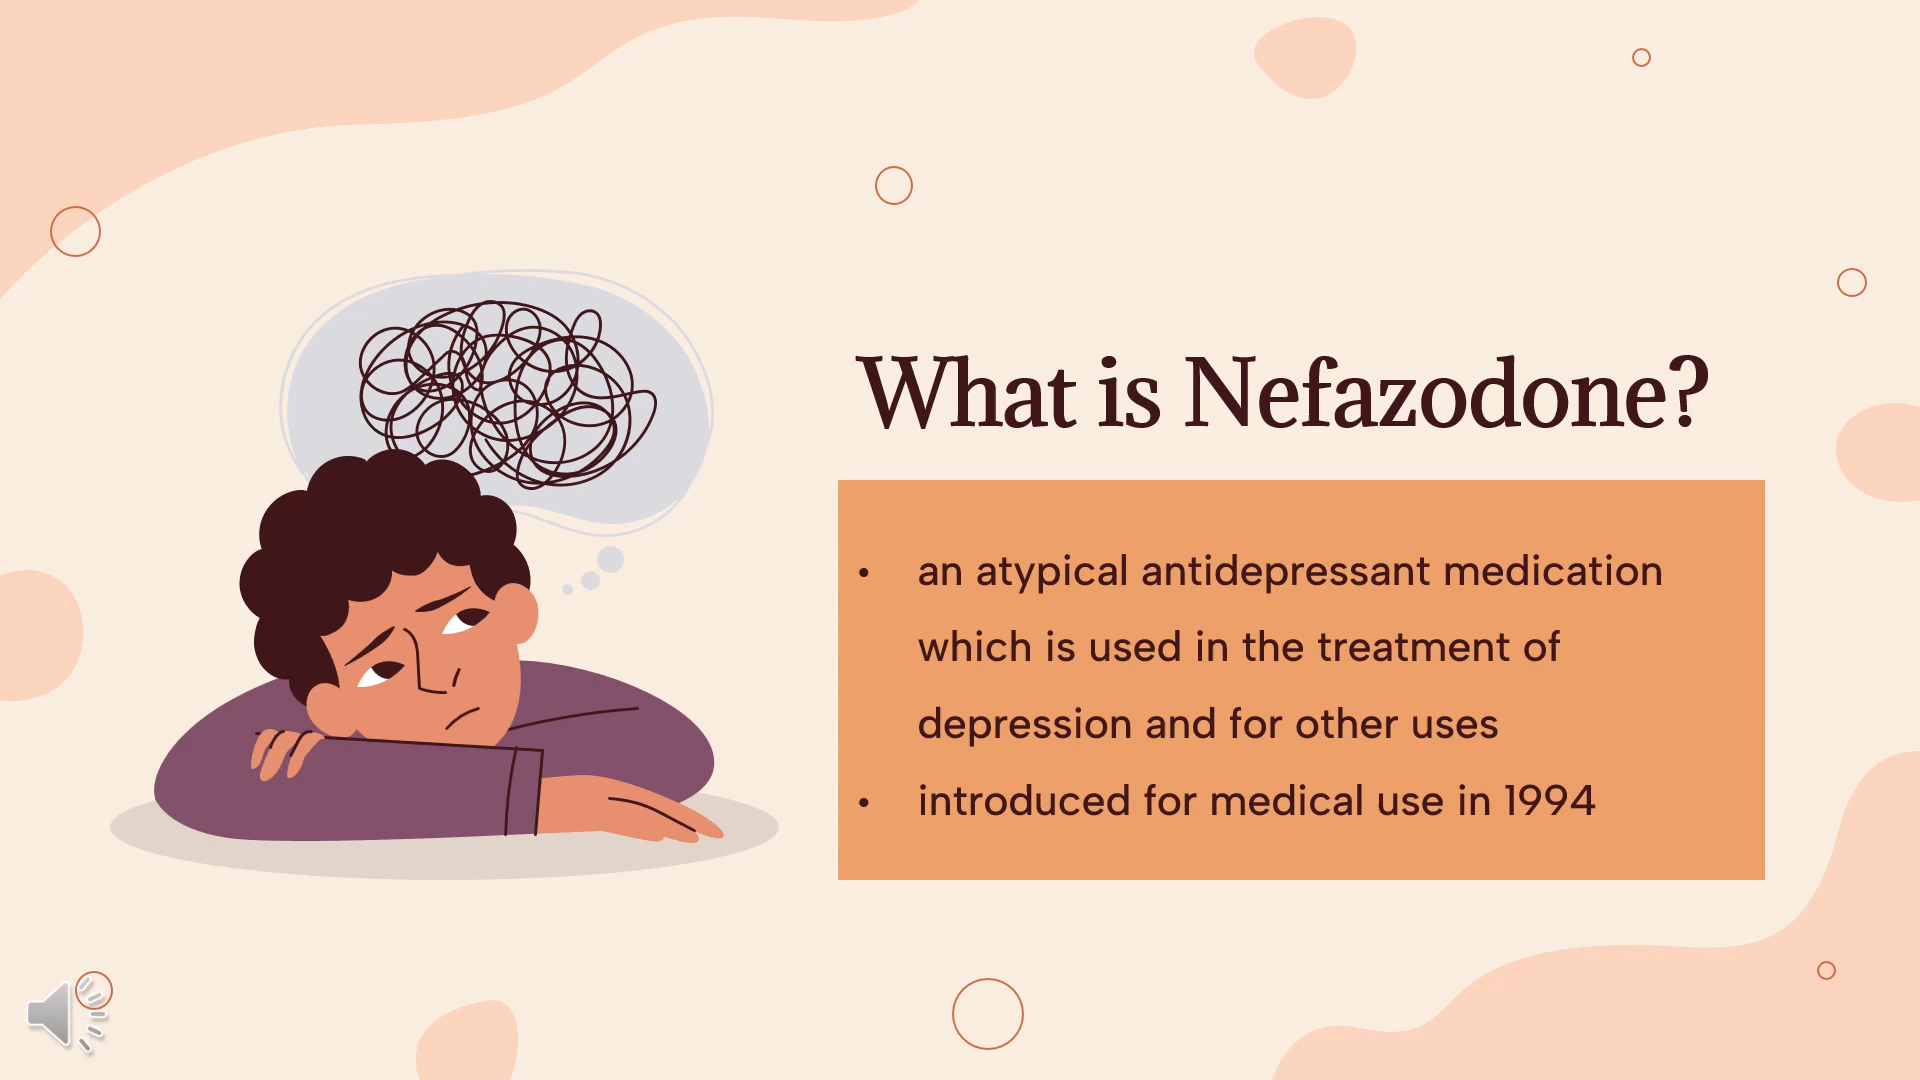 What is Nefazodone?
• an atypical antidepressant medication
which is used in the treatment of
depression and for other uses
• introduced for medical use in 1994